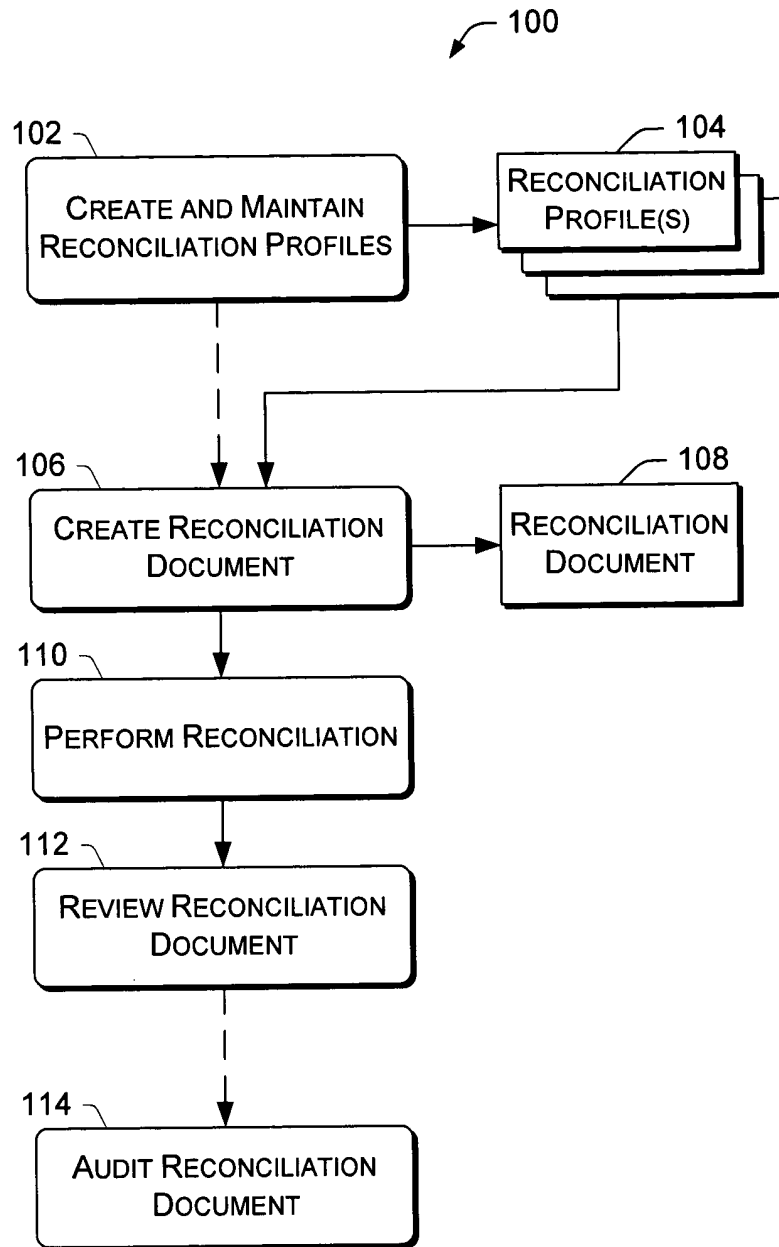 100
102
CREATE AND MAINTAIN
RECONCILIATION PROFILES
104
RECONCILIATION
PROFILE(S)
106
CREATE RECONCILIATION
DOCUMENT
108
RECONCILIATION
DOCUMENT
110
PERFORM RECONCILIATION
112
REVIEW RECONCILIATION
DOCUMENT
114
AUDIT RECONCILIATION
DOCUMENT